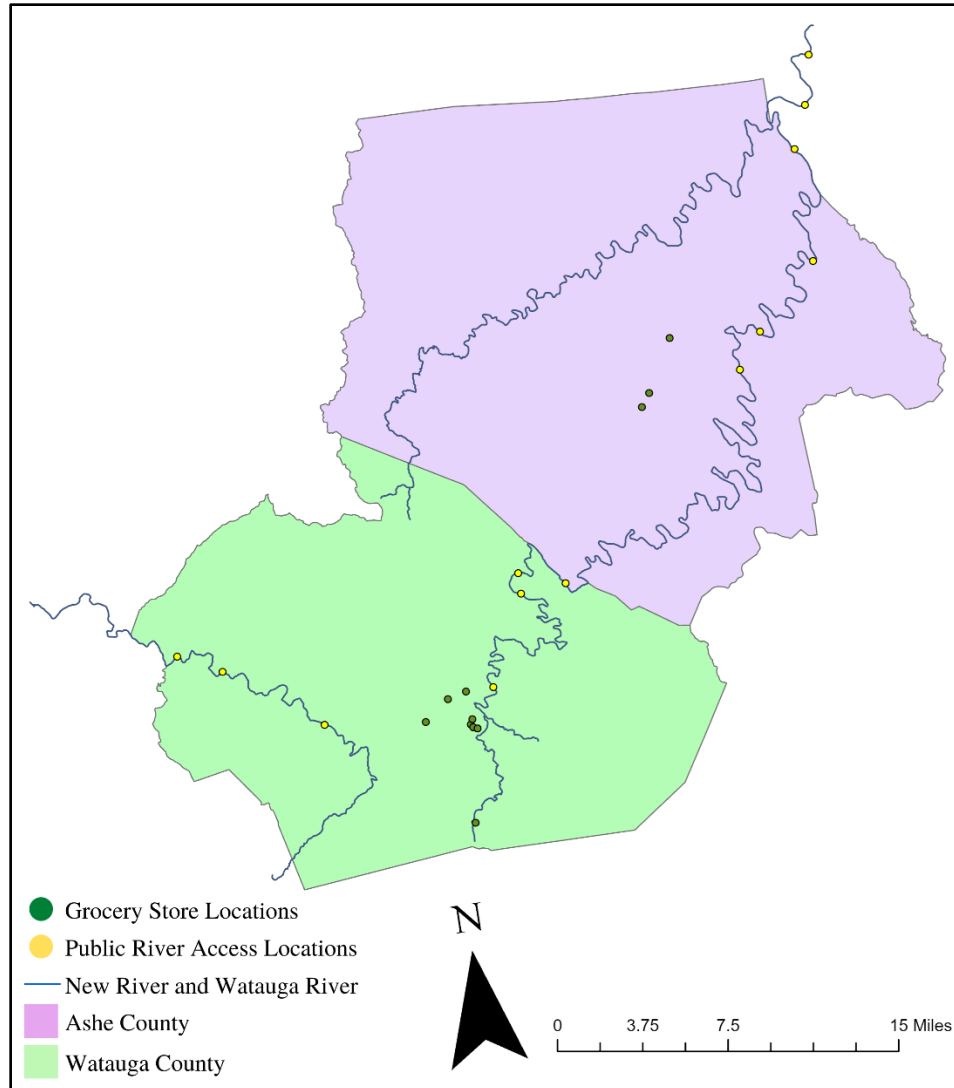 Grocery Store Locations
Public River Access Locations
New River and Watauga River
Ashe County
Watauga County
N
0 3.75 7.5 15 Miles